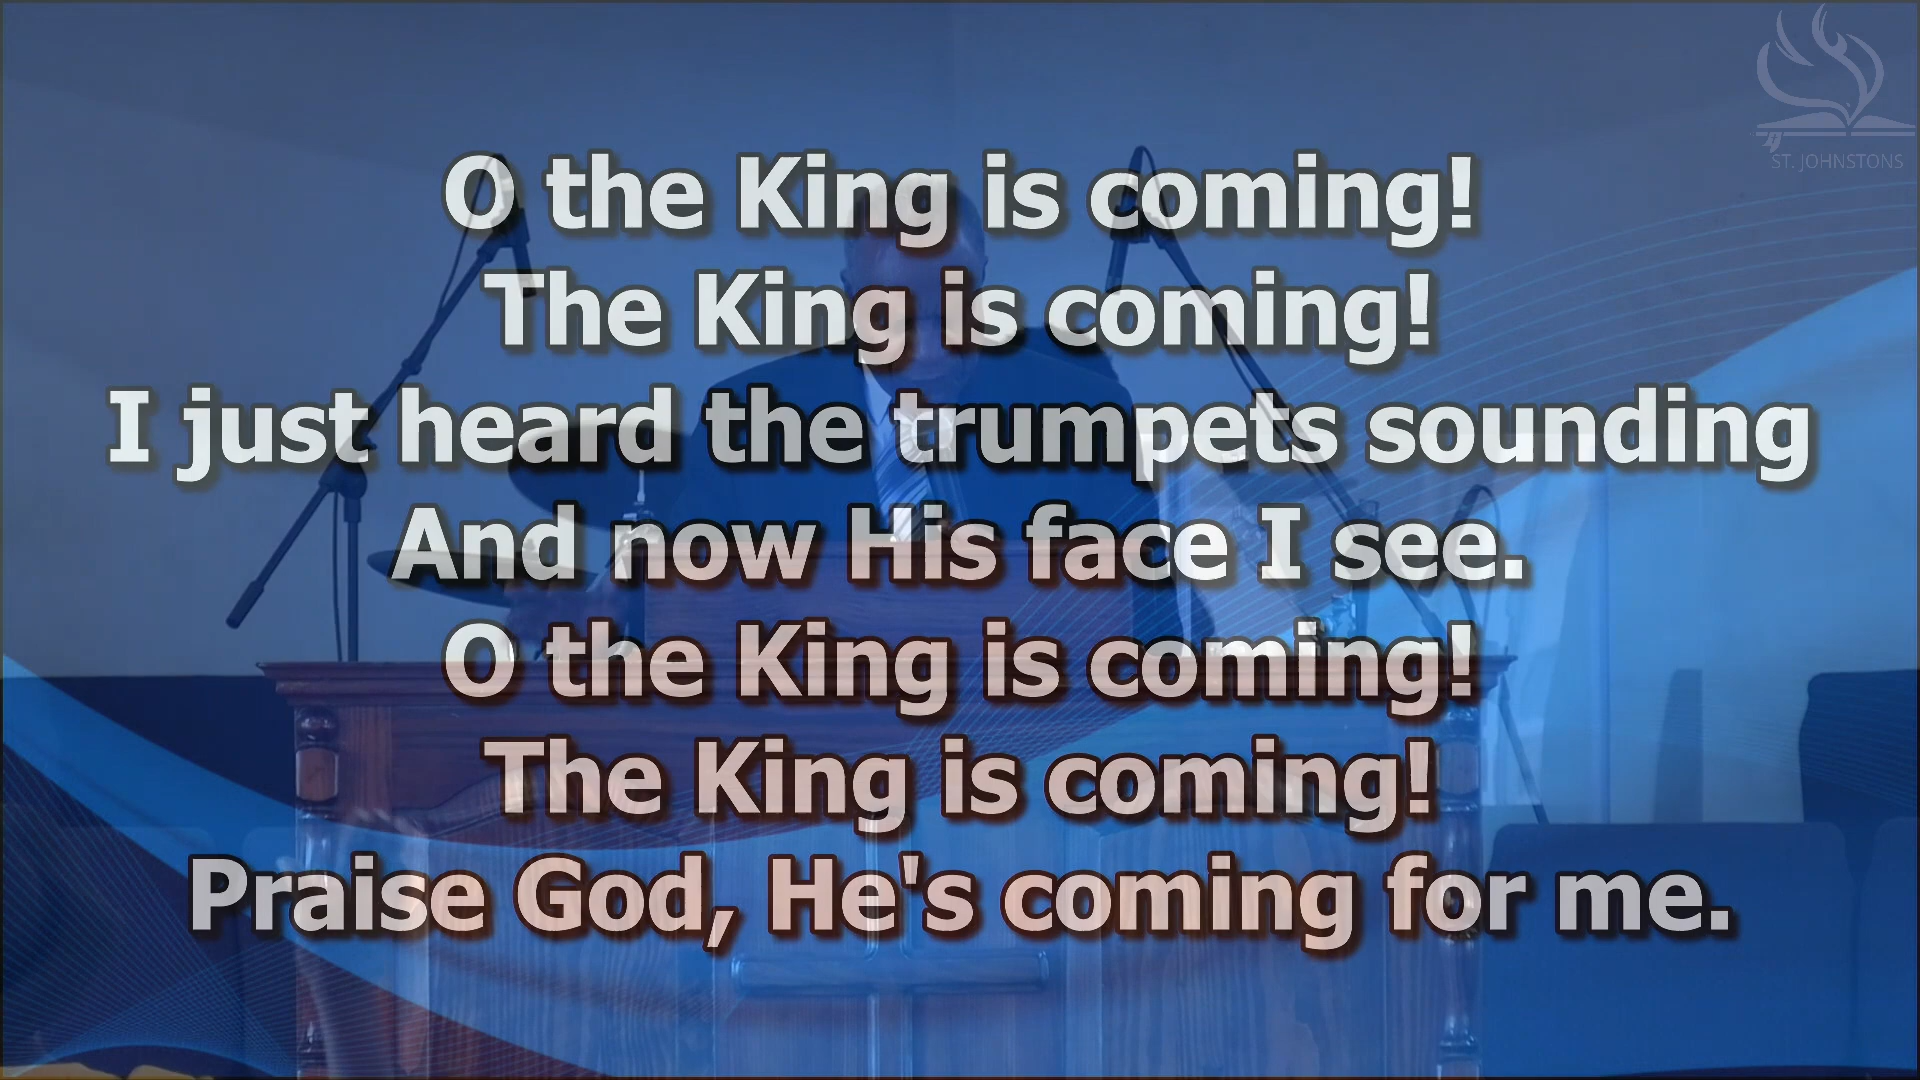 ST. JOHNSTONS
O the King is coming!
The King is coming!
I just heard the trumpets sounding
And now His face I see.
O the King is coming!
The King is coming!
Praise God, He's coming for me.